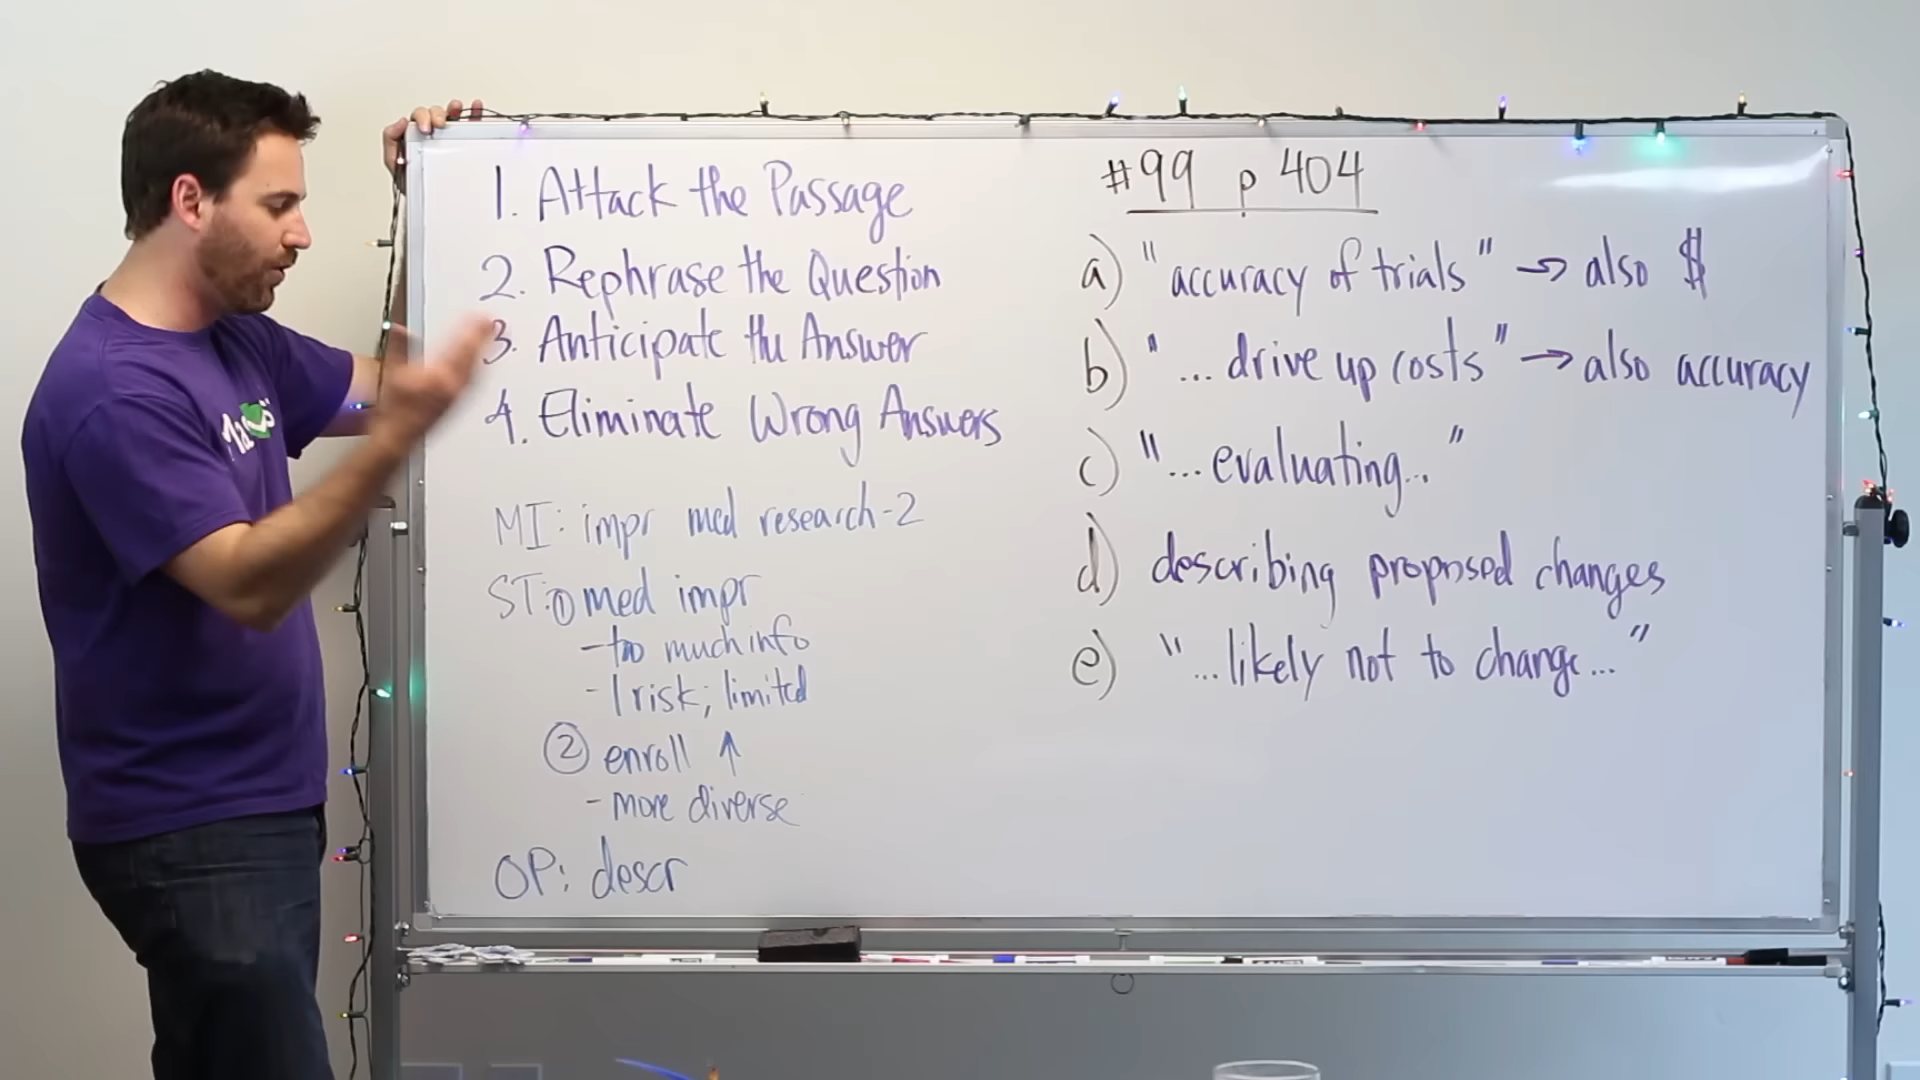 1. Attack the Passage
2. Rephrase the Question
3. Anticipate the Answer
4. Eliminate Wrong Answers
MI: impr med research-2
ST: ① med impr
- too much info
- 1 risk; limited
② enroll ↑
- more diverse
OP: descr
#99 p 404
a) "accuracy of trials" → also $
b) "... drive up costs" → also accuracy
c) "... evaluating..."
d) describing proposed changes
e) "...likely not to change..."